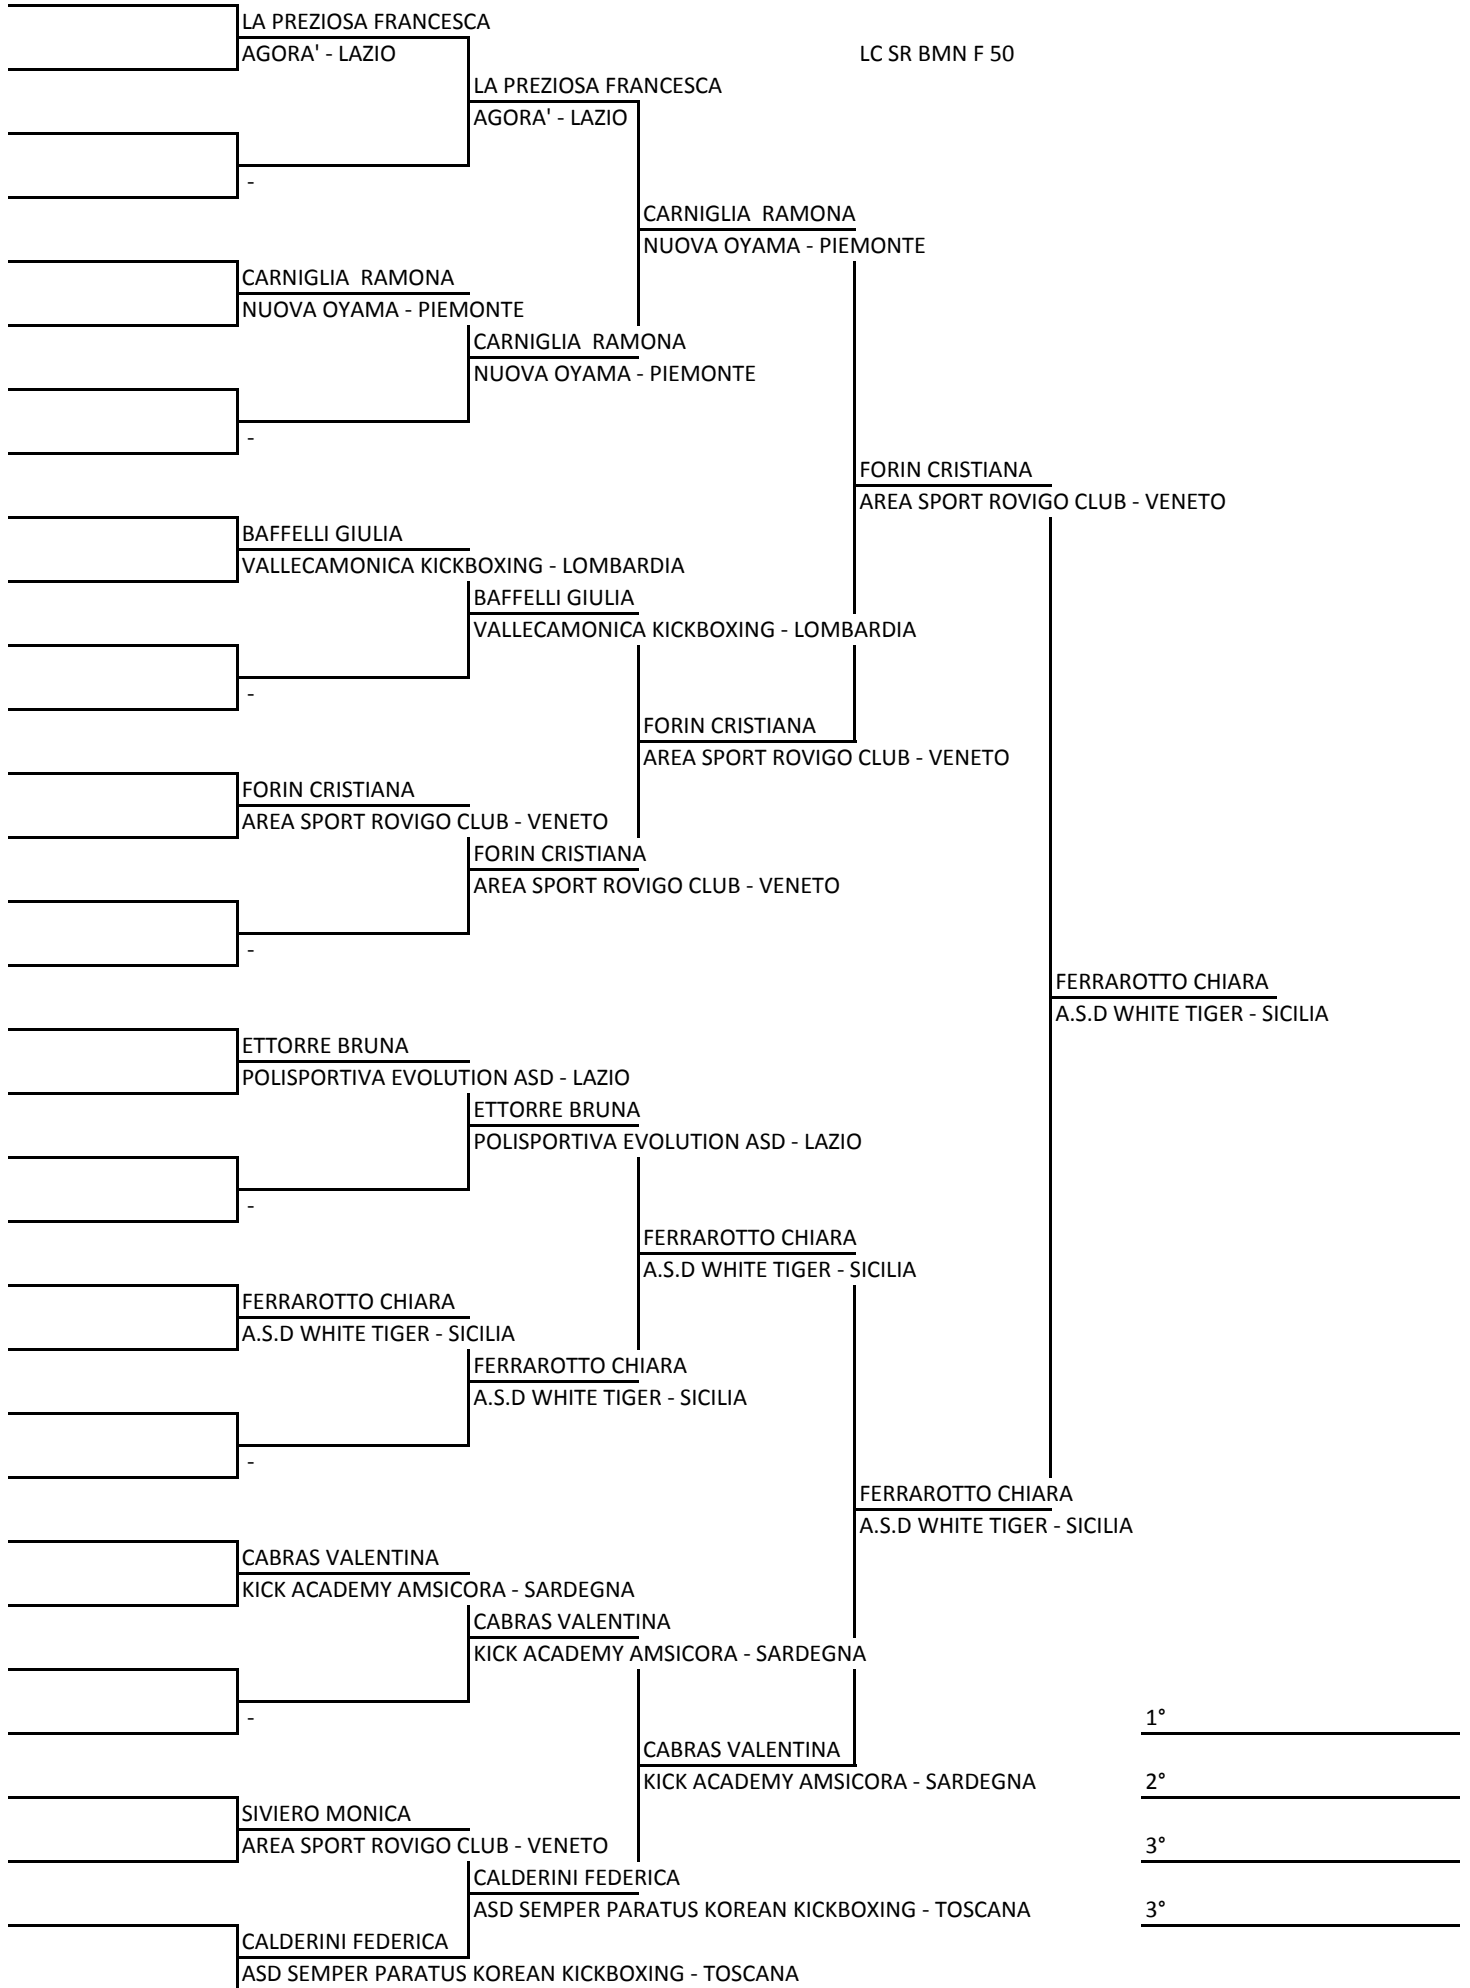 LA PREZIOSA FRANCESCA
AGORA' - LAZIO
LC SR BMN F 50
LA PREZIOSA FRANCESCA
AGORA' - LAZIO
-
CARNIGLIA  RAMONA
NUOVA OYAMA - PIEMONTE
CARNIGLIA  RAMONA
NUOVA OYAMA - PIEMONTE
CARNIGLIA  RAMONA
NUOVA OYAMA - PIEMONTE
-
FORIN CRISTIANA
AREA SPORT ROVIGO CLUB - VENETO
BAFFELLI GIULIA
VALLECAMONICA KICKBOXING - LOMBARDIA
BAFFELLI GIULIA
VALLECAMONICA KICKBOXING - LOMBARDIA
-
FORIN CRISTIANA
AREA SPORT ROVIGO CLUB - VENETO
FORIN CRISTIANA
AREA SPORT ROVIGO CLUB - VENETO
FORIN CRISTIANA
AREA SPORT ROVIGO CLUB - VENETO
-
FERRAROTTO CHIARA
A.S.D WHITE TIGER - SICILIA
ETTORRE BRUNA
POLISPORTIVA EVOLUTION ASD - LAZIO
ETTORRE BRUNA
POLISPORTIVA EVOLUTION ASD - LAZIO
-
FERRAROTTO CHIARA
A.S.D WHITE TIGER - SICILIA
FERRAROTTO CHIARA
A.S.D WHITE TIGER - SICILIA
FERRAROTTO CHIARA
A.S.D WHITE TIGER - SICILIA
-
FERRAROTTO CHIARA
A.S.D WHITE TIGER - SICILIA
CABRAS VALENTINA
KICK ACADEMY AMSICORA - SARDEGNA
CABRAS VALENTINA
KICK ACADEMY AMSICORA - SARDEGNA
-
1°
CABRAS VALENTINA
KICK ACADEMY AMSICORA - SARDEGNA
2°
SIVIERO MONICA
AREA SPORT ROVIGO CLUB - VENETO
3°
CALDERINI FEDERICA
ASD SEMPER PARATUS KOREAN KICKBOXING - TOSCANA
3°
CALDERINI FEDERICA
ASD SEMPER PARATUS KOREAN KICKBOXING - TOSCANA